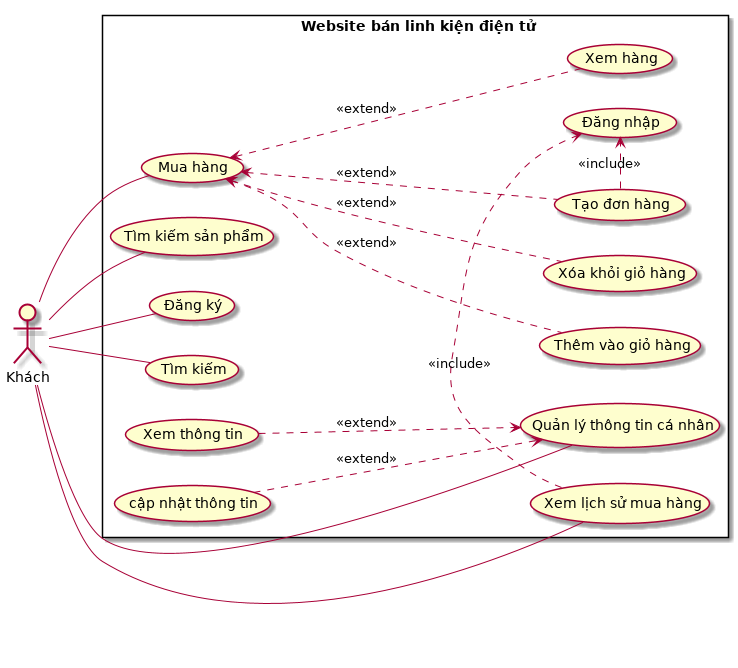 Website bán linh kiện điện tử
Xem hàng
«extend»
Đăng nhập
Mua hàng
«include»
«extend»
Tạo đơn hàng
«extend»
Tìm kiếm sản phẩm
«extend»
Xóa khỏi giỏ hàng
Đăng ký
Thêm vào giỏ hàng
«include»
Tìm kiếm
Khách
«extend»
Quản lý thông tin cá nhân
Xem thông tin
«extend»
cập nhật thông tin
Xem lịch sử mua hàng